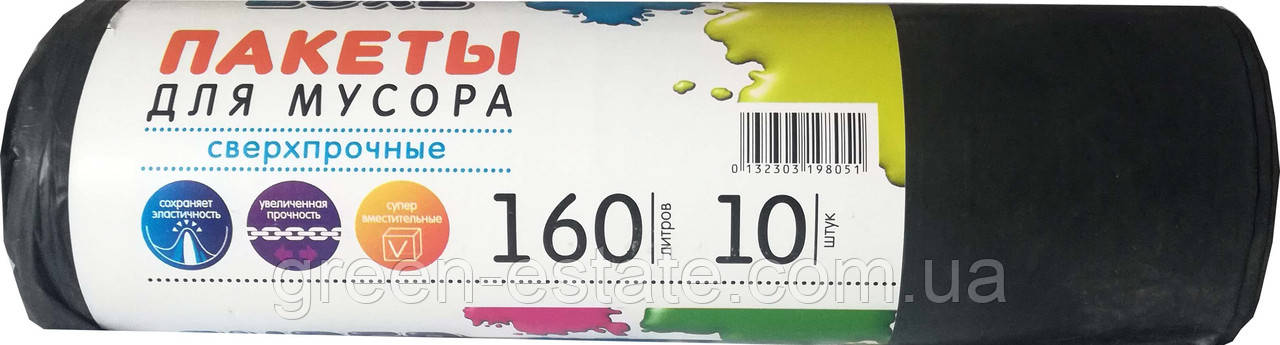 ПАКЕТЫ
ДЛЯ МУСОРА
сверхпрочные
0 132303 198051
сохраняет
эластичность
увеличенная
прочность
супер
вместительные
V
160 литров
10 штук
green-estate.com.ua